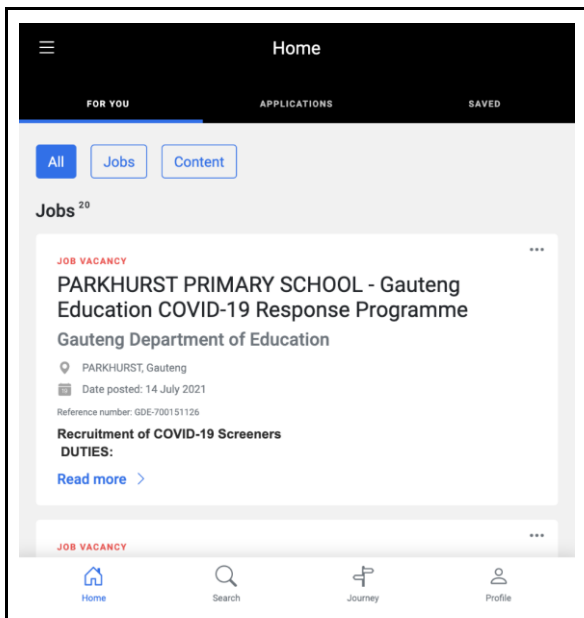 Home
FOR YOU
APPLICATIONS
SAVED
All
Jobs
Content
Jobs 20
JOB VACANCY
PARKHURST PRIMARY SCHOOL - Gauteng
Education COVID-19 Response Programme
Gauteng Department of Education
PARKHURST, Gauteng
Date posted: 14 July 2021
Reference number: GDE-700151126
Recruitment of COVID-19 Screeners
DUTIES:
Read more
JOB VACANCY
Home
Search
Journey
Profile